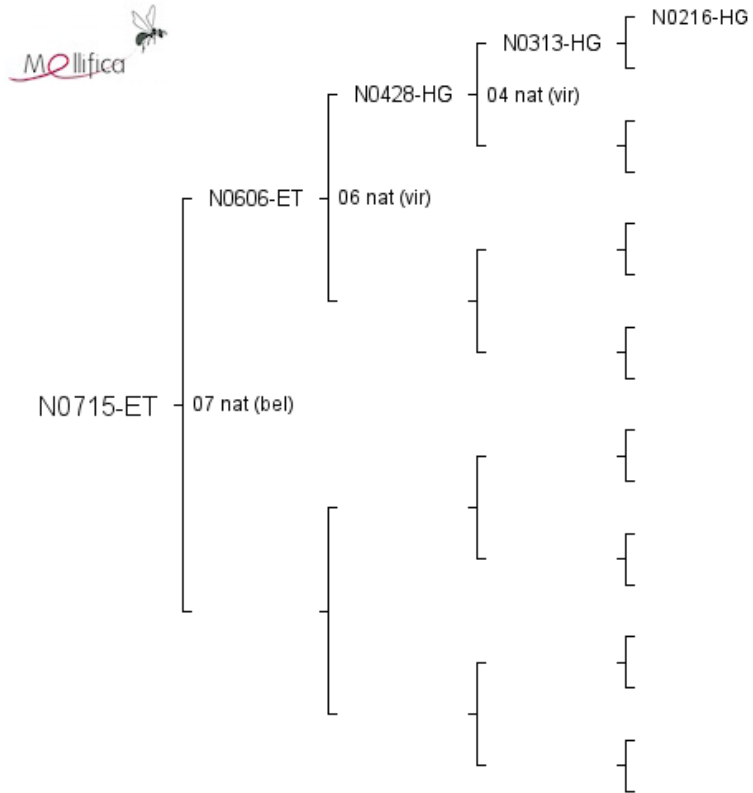 Mellifica
N0216-HG
N0313-HG
N0428-HG
04 nat (vir)
N0606-ET
06 nat (vir)
N0715-ET
07 nat (bel)